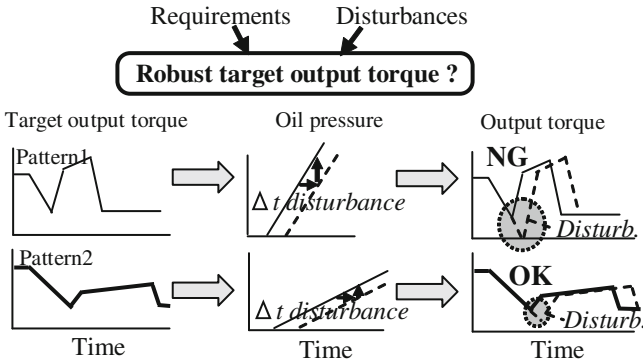 Requirements Disturbances
Robust target output torque ?
Target output torque Oil pressure Output torque
Pattern1
NG
Δ t disturbance
Disturb.
Pattern2
OK
Δ t disturbance
Disturb.
Time Time Time